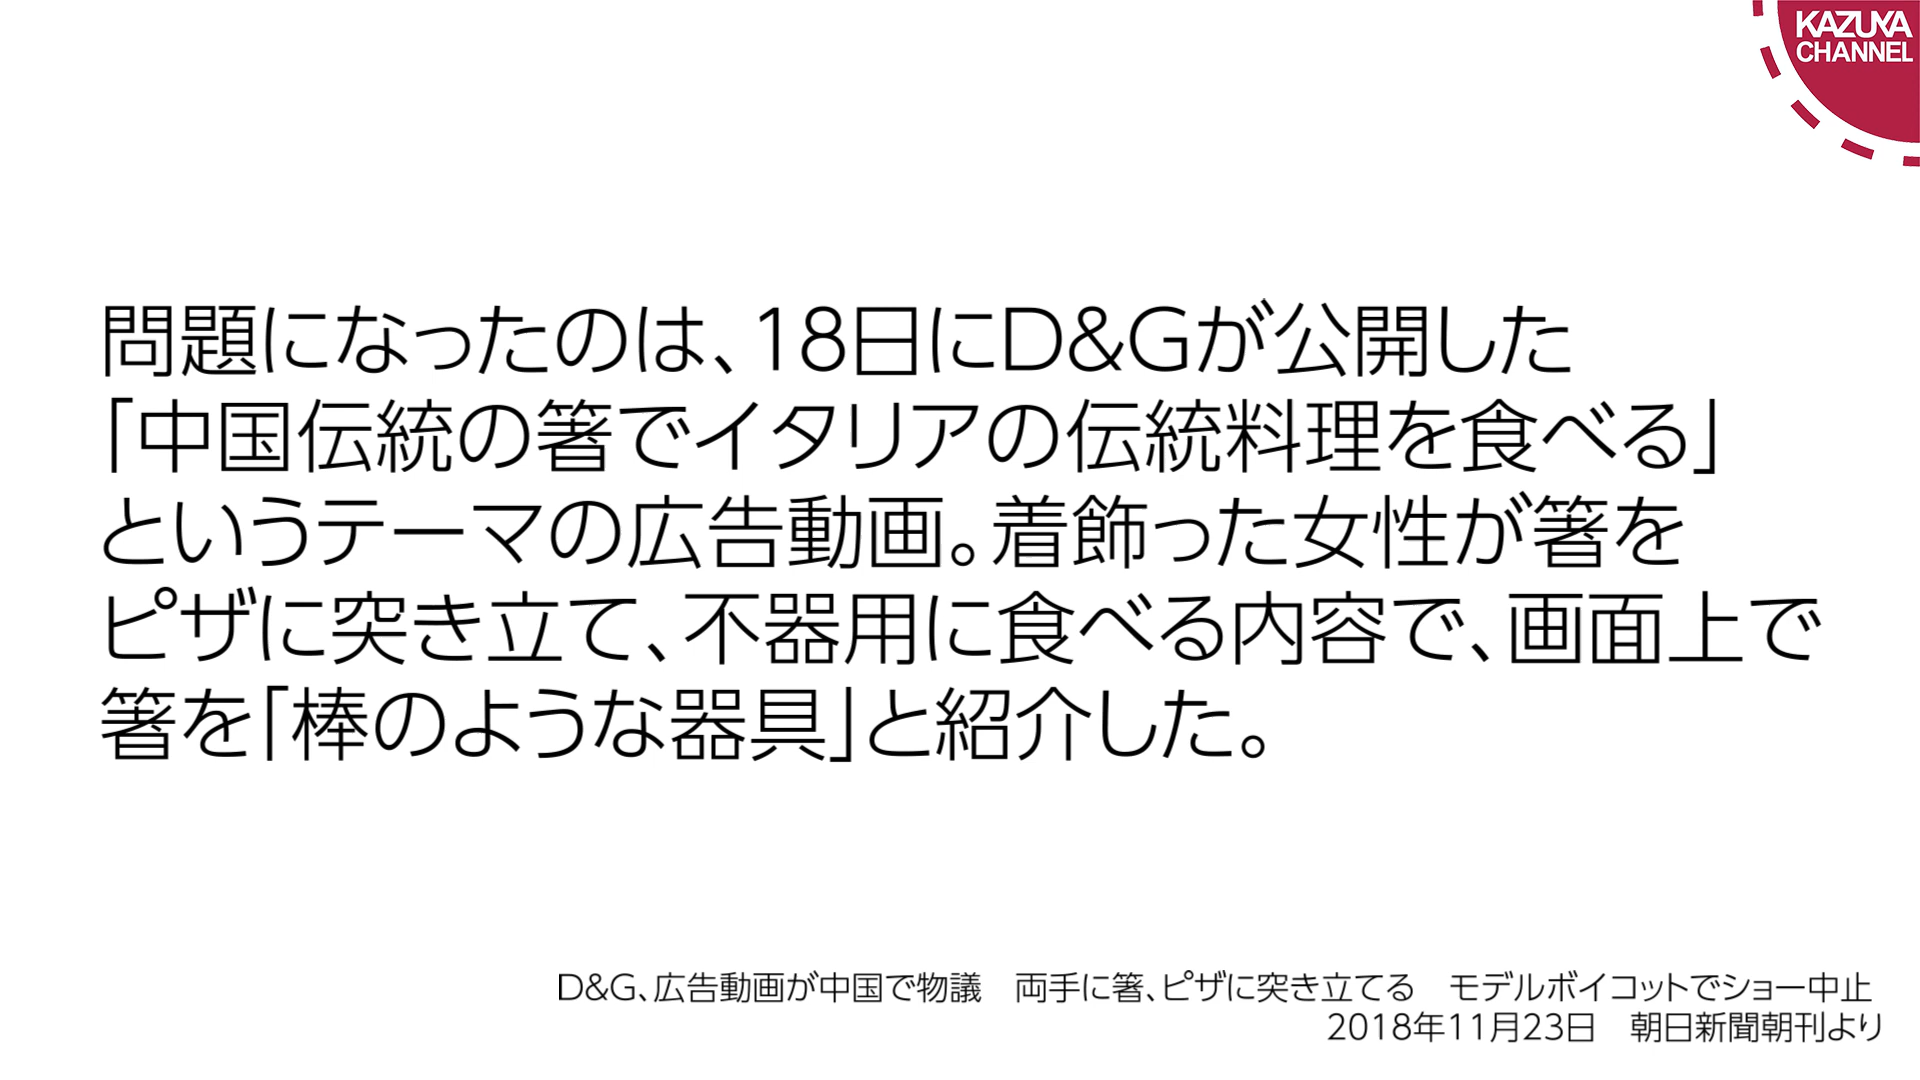 KAZUYA
CHANNEL
問題になったのは、18日にD&Gが公開した
「中国伝統の箸でイタリアの伝統料理を食べる」
というテーマの広告動画。着飾った女性が箸を
ピザに突き立て、不器用に食べる内容で、画面上で
箸を「棒のような器具」と紹介した。
D&G、広告動画が中国で物議　両手に箸、ピザに突き立てる　モデルボイコットでショー中止
2018年11月23日　朝日新聞朝刊より